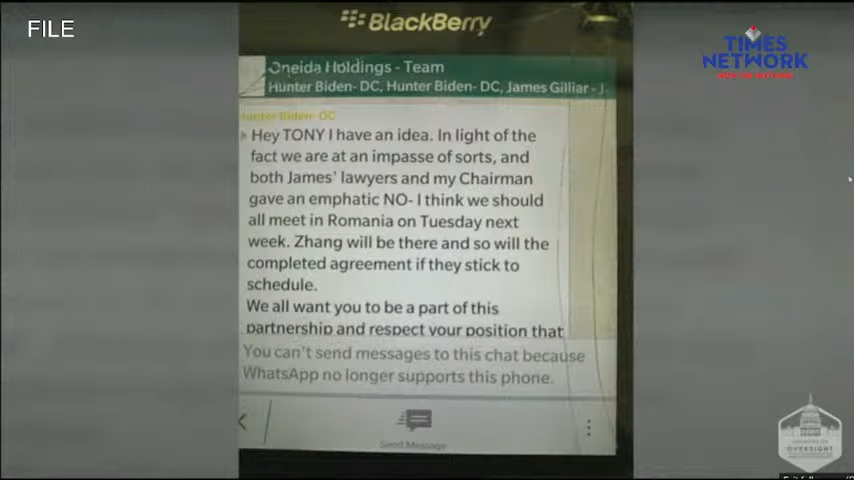 FILE
BlackBerry
TIMES
NETWORK
Oneida Holdings - Team
Hunter Biden- DC, Hunter Biden- DC, James Gilliar - J
Hunter Biden- DC
Hey TONY I have an idea. In light of the
fact we are at an impasse of sorts, and
both James' lawyers and my Chairman
gave an emphatic NO- I think we should
all meet in Romania on Tuesday next
week. Zhang will be there and so will the
completed agreement if they stick to
schedule.
We all want you to be a part of this
partnership and respect your position that
You can't send messages to this chat because
WhatsApp no longer supports this phone.
Send Message
OVERSIGHT